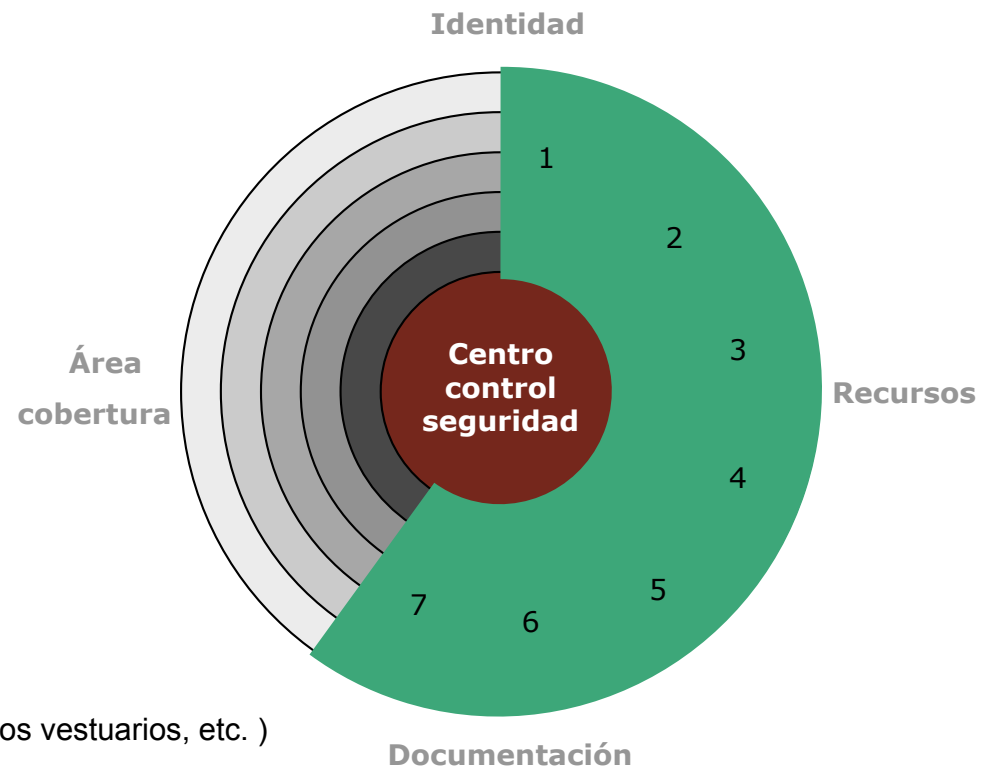 Identidad
1
2
3
Centro
control
seguridad
Área
cobertura
Recursos
4
5
6
7
os vestuarios, etc. )
Documentación